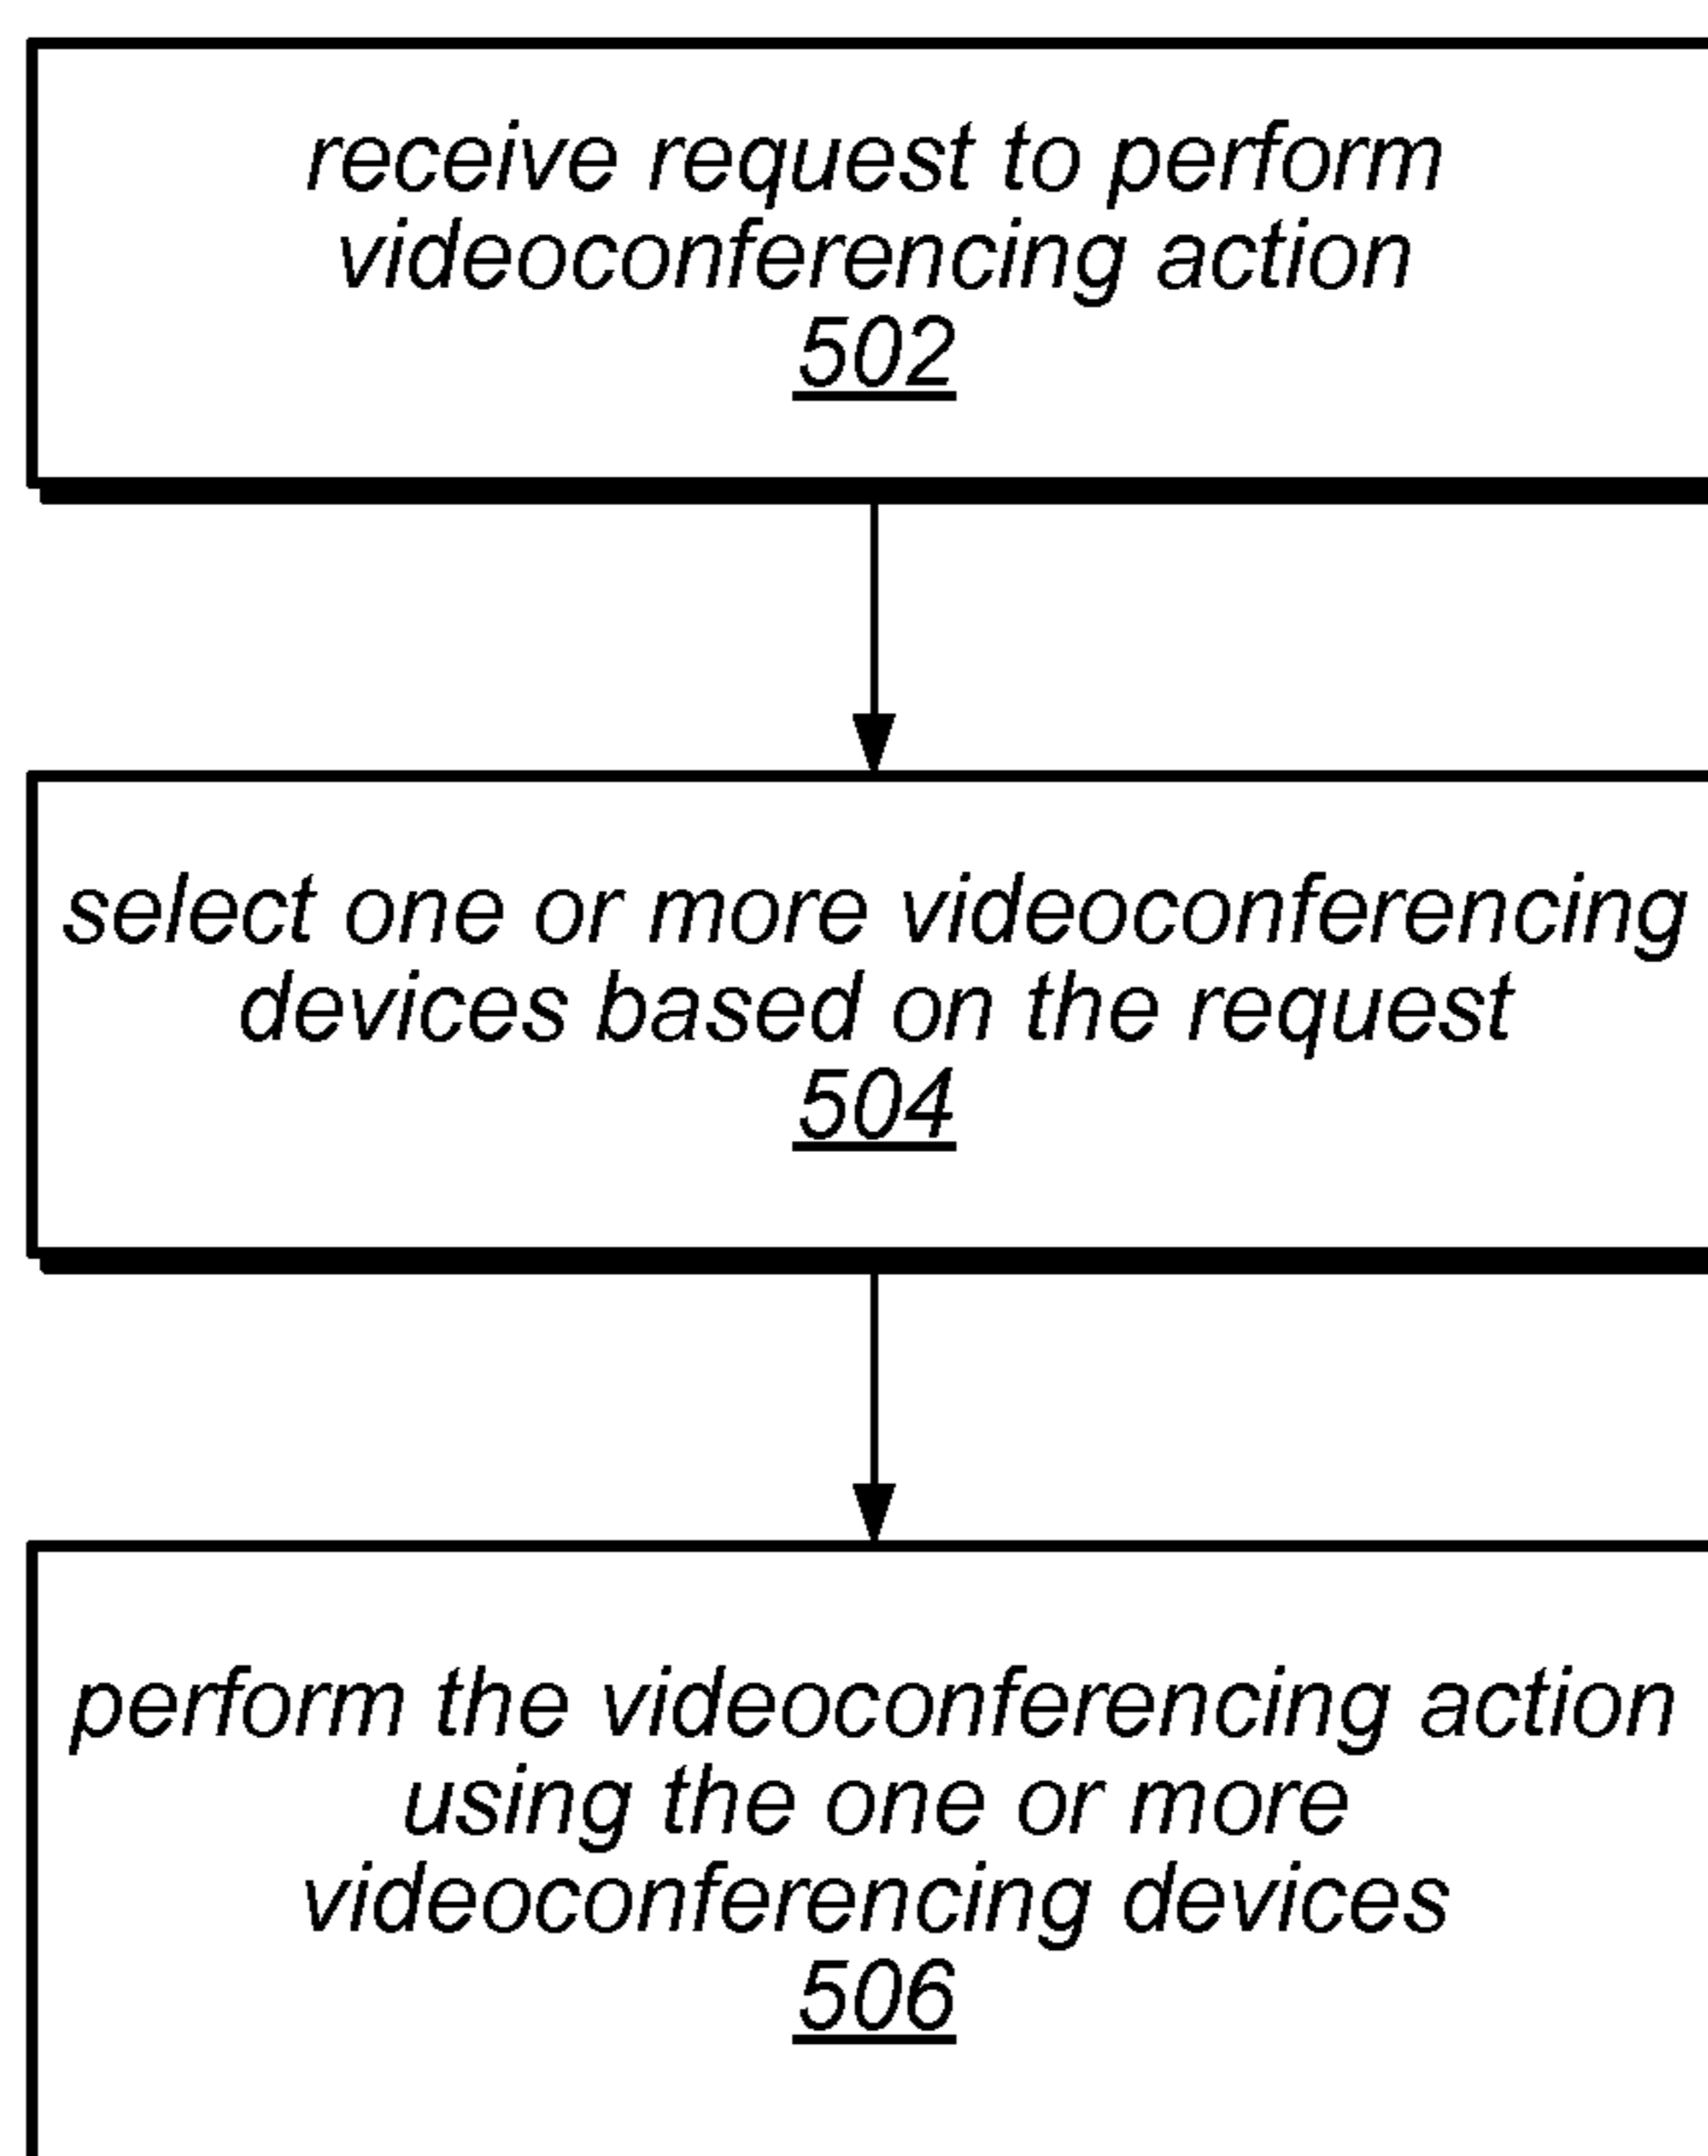 receive request to perform
videoconferencing action
502
select one or more videoconferencing
devices based on the request
504
perform the videoconferencing action
using the one or more
videoconferencing devices
506